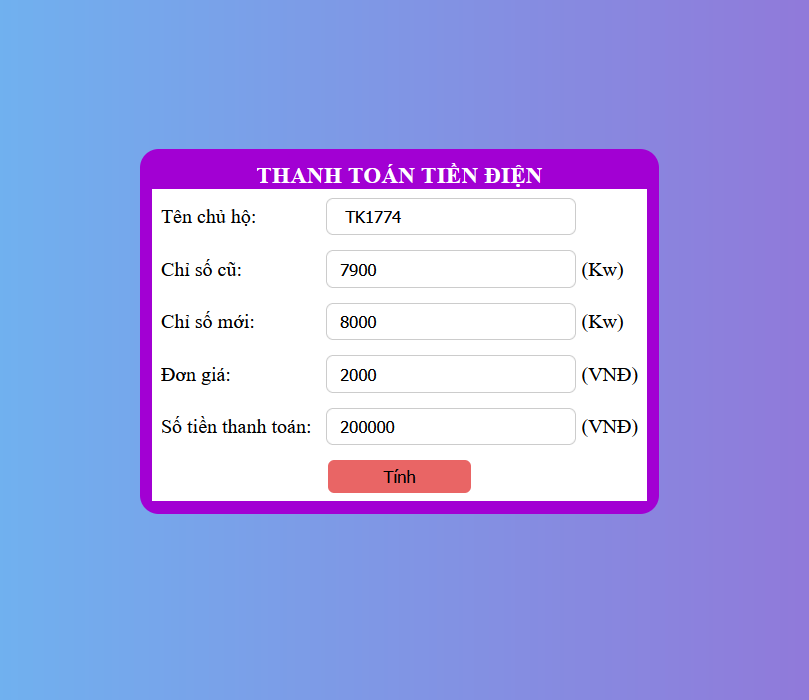 THANH TOÁN TIỀN ĐIỆN
Tên chủ hộ: TK1774
Chỉ số cũ: 7900 (Kw)
Chỉ số mới: 8000 (Kw)
Đơn giá: 2000 (VNĐ)
Số tiền thanh toán: 200000 (VNĐ)
Tính